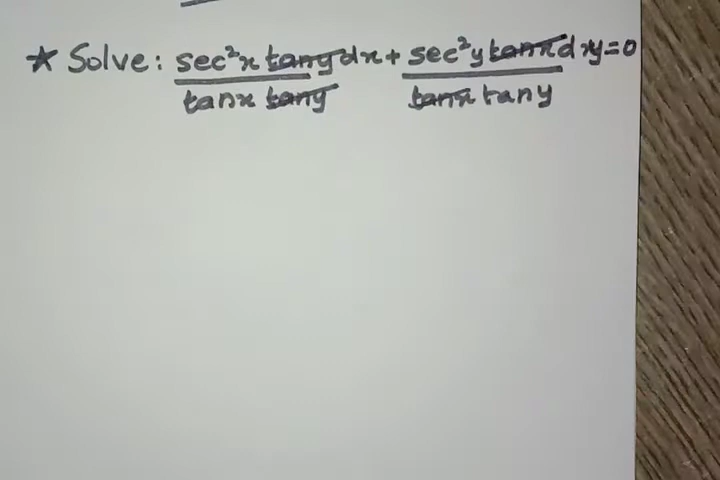 ★ Solve: sec²x tany dx + sec²y tanx dy = 0
tanx tany tanx tany